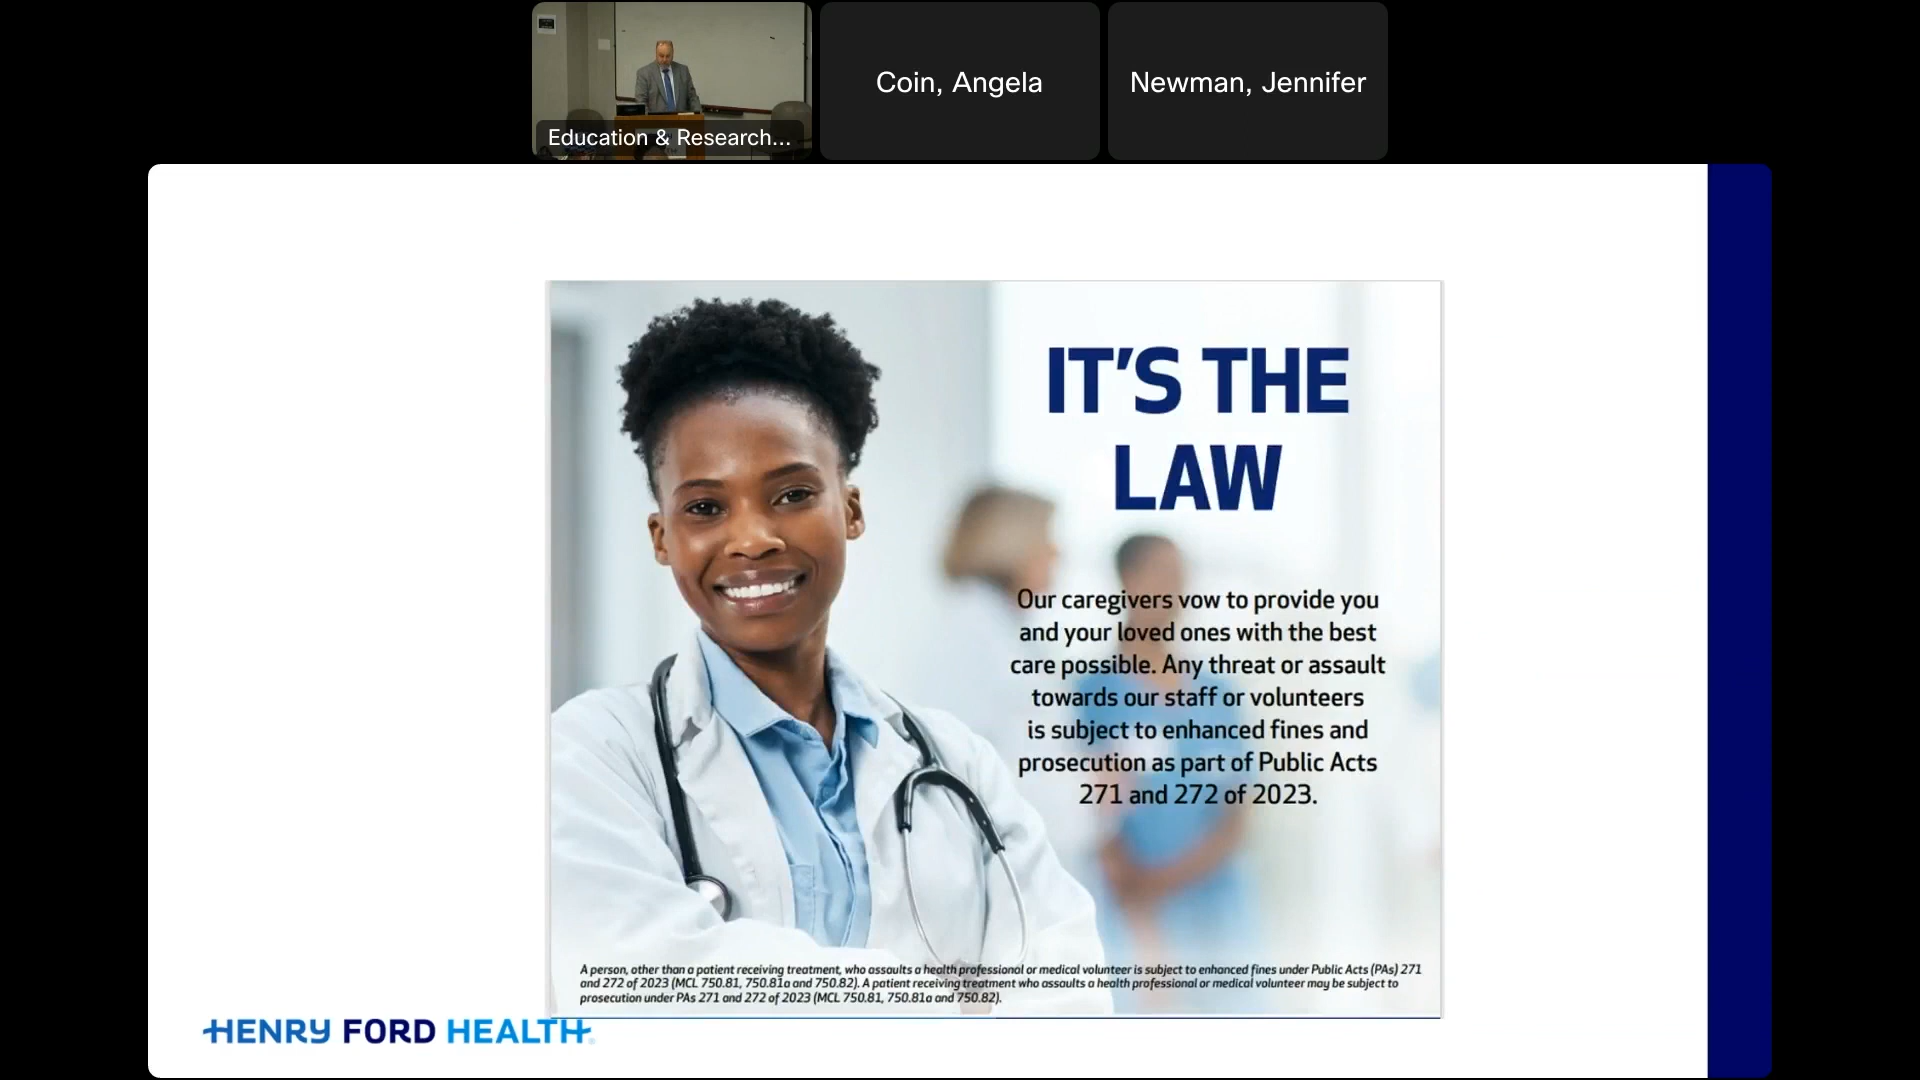 Education & Research...
Coin, Angela
Newman, Jennifer
IT'S THE
LAW
Our caregivers vow to provide you
and your loved ones with the best
care possible. Any threat or assault
towards our staff or volunteers
is subject to enhanced fines and
prosecution as part of Public Acts
271 and 272 of 2023.
A person, other than a patient receiving treatment, who assaults a health professional or medical volunteer is subject to enhanced fines under Public Acts (PAs) 271
and 272 of 2023 (MCL 750.81, 750.81a and 750.82). A patient receiving treatment who assaults a health professional or medical volunteer may be subject to
prosecution under PAs 271 and 272 of 2023 (MCL 750.81, 750.81a and 750.82).
HENRY FORD HEALTH